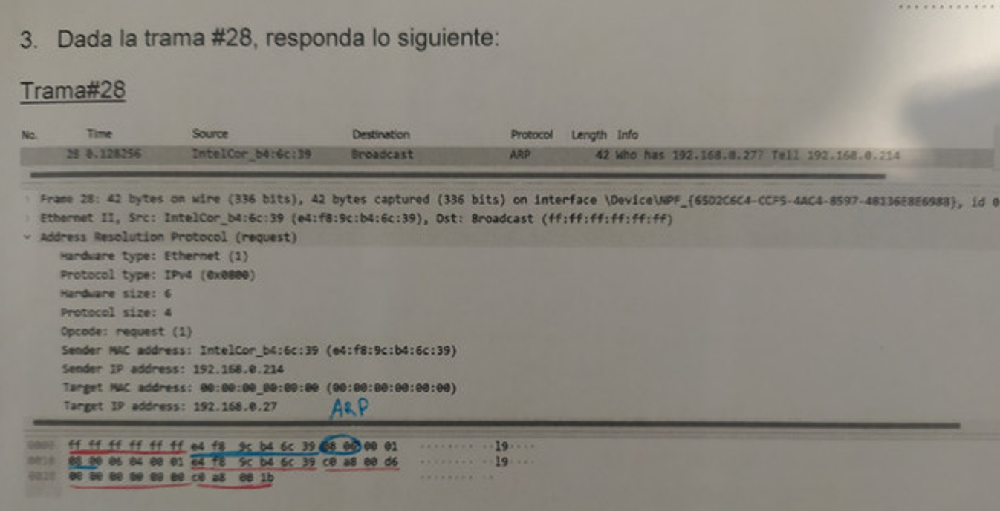 3. Dada la trama #28, responda lo siguiente:
Trama#28
No. Time Source Destination Protocol Length Info
28 0.128256 IntelCor_b4:6c:39 Broadcast ARP 42 Who has 192.168.0.27? Tell 192.168.0.214
Frame 28: 42 bytes on wire (336 bits), 42 bytes captured (336 bits) on interface \Device\NPF_{65D2C6C4-CCF5-4AC4-8597-48136E8E6988}, id 0
Ethernet II, Src: IntelCor_b4:6c:39 (e4:f8:9c:b4:6c:39), Dst: Broadcast (ff:ff:ff:ff:ff:ff)
Address Resolution Protocol (request)
Hardware type: Ethernet (1)
Protocol type: IPv4 (0x0800)
Hardware size: 6
Protocol size: 4
Opcode: request (1)
Sender MAC address: IntelCor_b4:6c:39 (e4:f8:9c:b4:6c:39)
Sender IP address: 192.168.0.214
Target MAC address: 00:00:00_00:00:00 (00:00:00:00:00:00)
Target IP address: 192.168.0.27
ARP
0000 ff ff ff ff ff ff e4 f8 9c b4 6c 39 08 06 00 01 ········ ··l9····
0010 08 00 06 04 00 01 e4 f8 9c b4 6c 39 c0 a8 00 d6 ········ ··l9····
0020 00 00 00 00 00 00 c0 a8 00 1b ········ ··